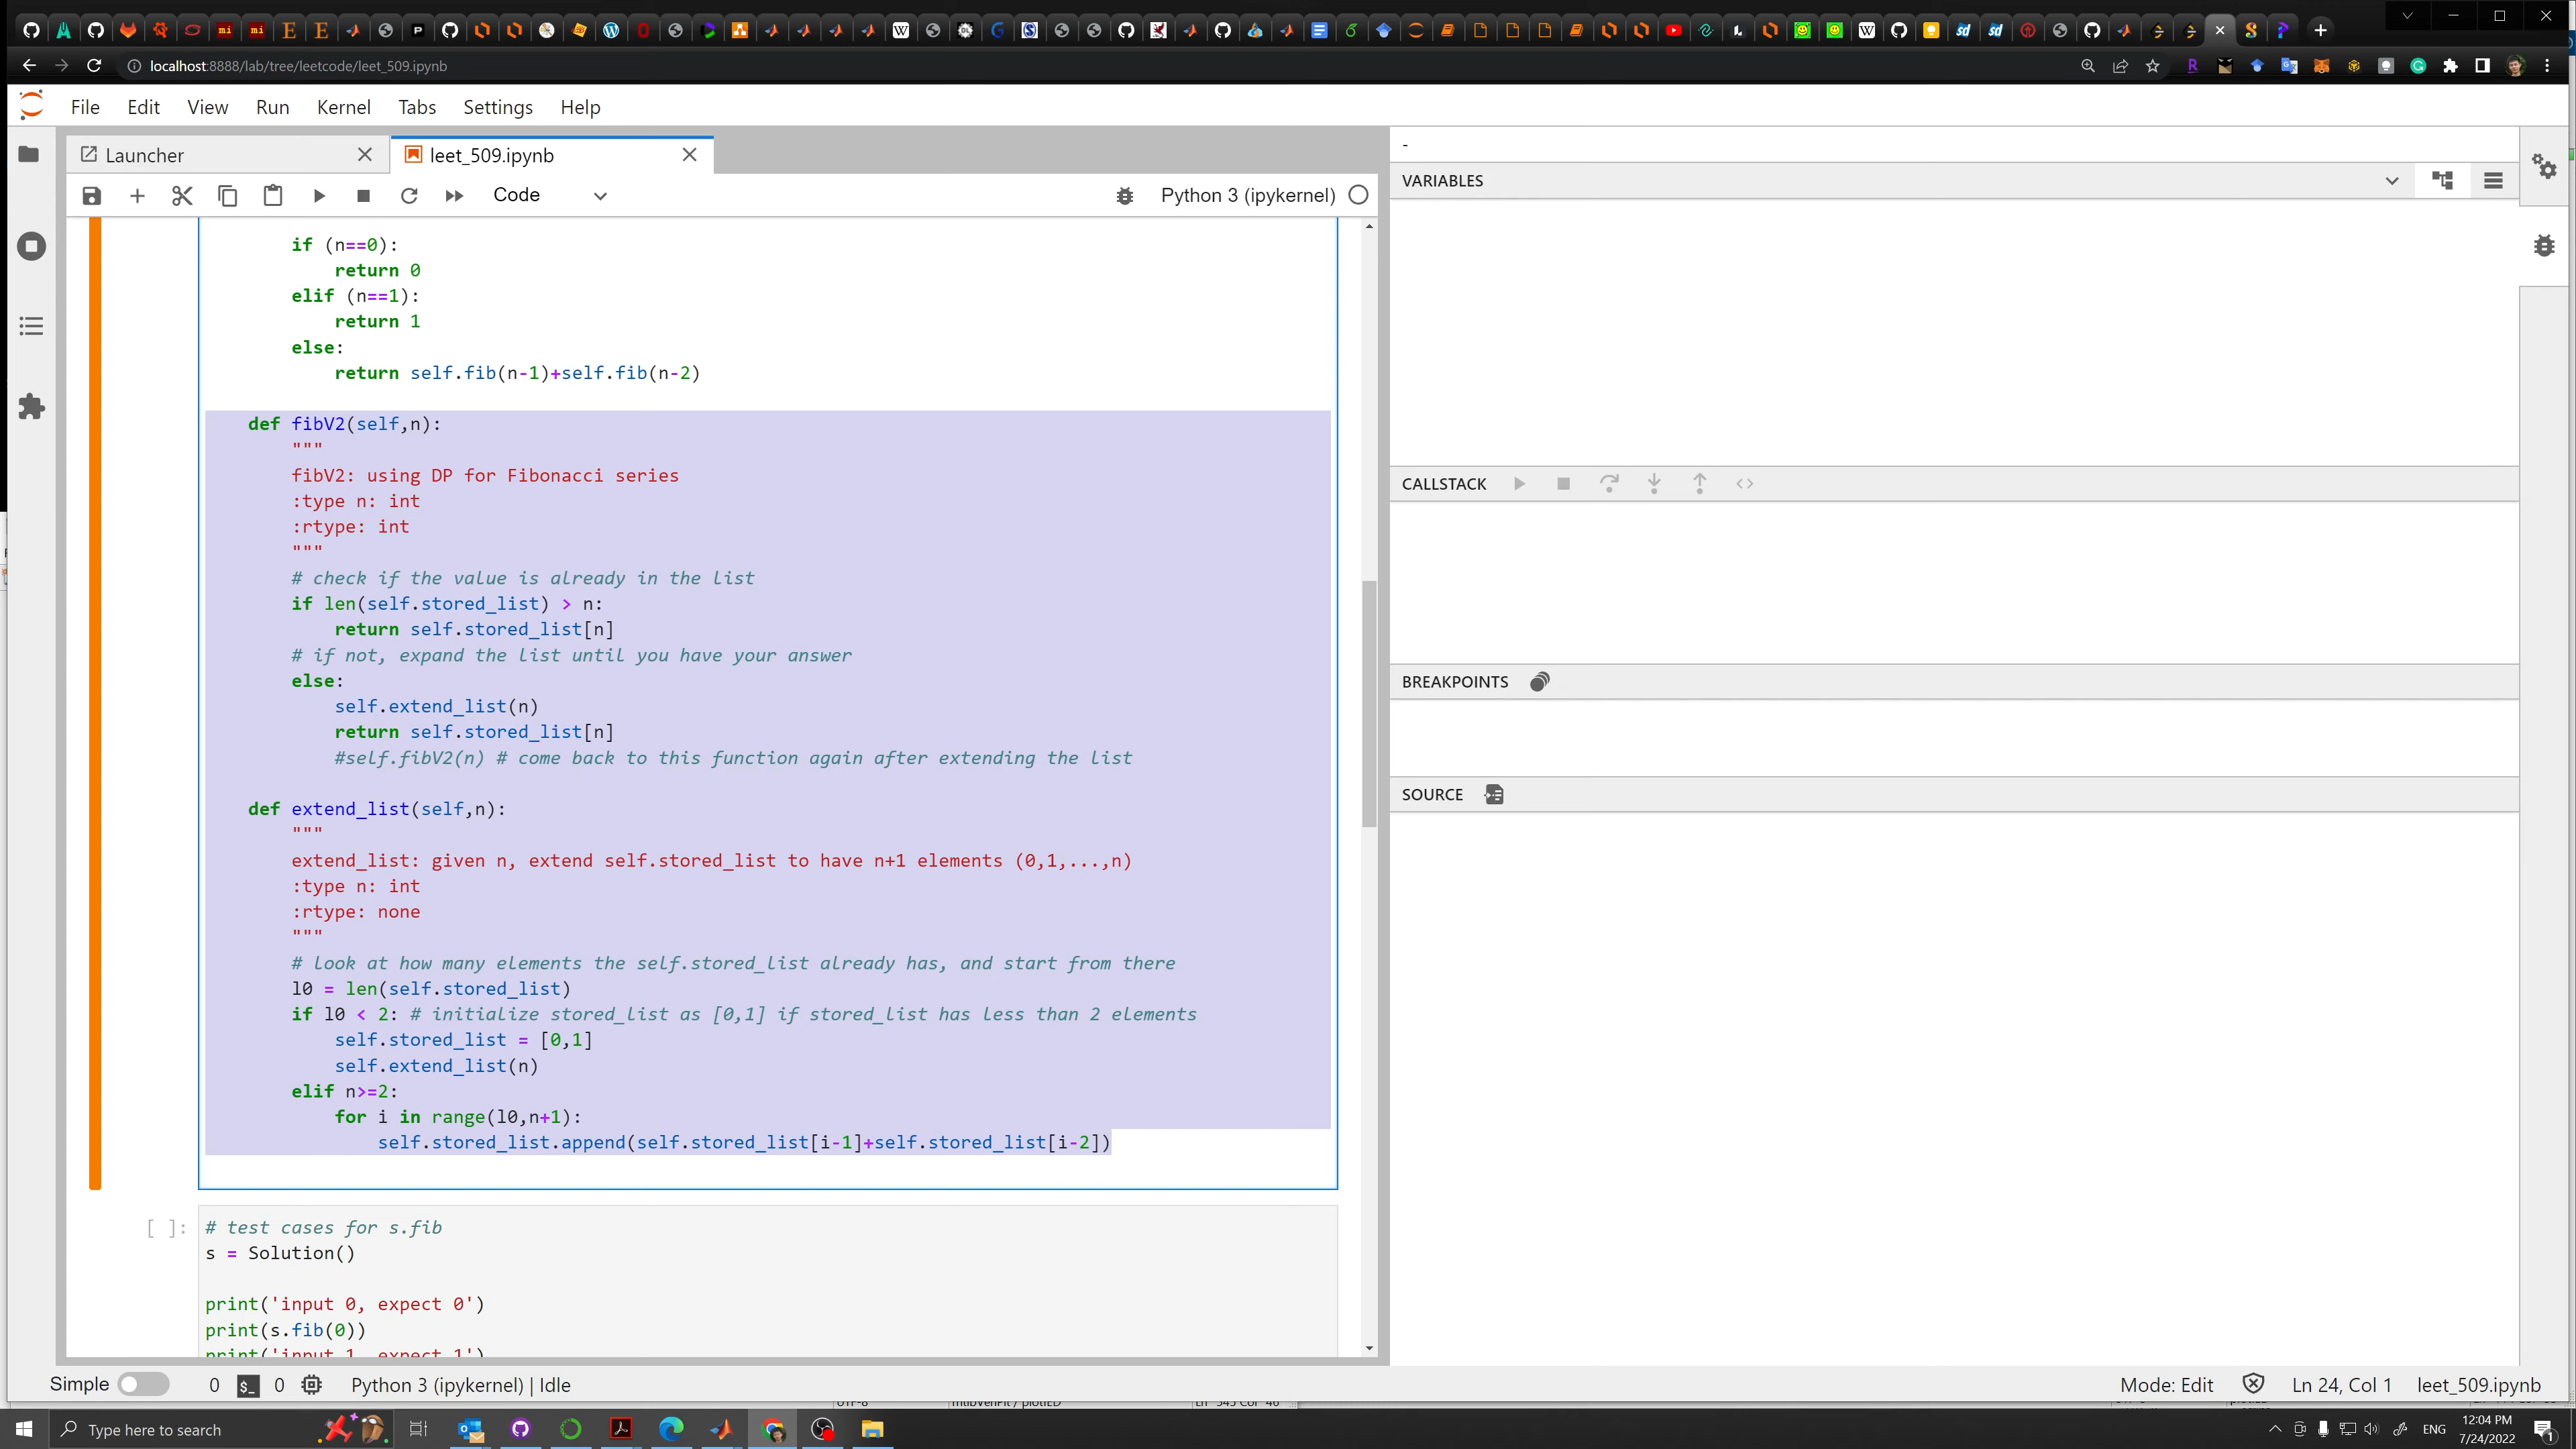 localhost:8888/lab/tree/leetcode/leet_509.ipynb
File Edit View Run Kernel Tabs Settings Help
Launcher
leet_509.ipynb
Code
Python 3 (ipykernel)
if (n==0):
return 0
elif (n==1):
return 1
else:
return self.fib(n-1)+self.fib(n-2)
def fibV2(self,n):
"""
fibV2: using DP for Fibonacci series
:type n: int
:rtype: int
"""
# check if the value is already in the list
if len(self.stored_list) > n:
return self.stored_list[n]
# if not, expand the list until you have your answer
else:
self.extend_list(n)
return self.stored_list[n]
#self.fibV2(n) # come back to this function again after extending the list
def extend_list(self,n):
"""
extend_list: given n, extend self.stored_list to have n+1 elements (0,1,...,n)
:type n: int
:rtype: none
"""
# look at how many elements the self.stored_list already has, and start from there
l0 = len(self.stored_list)
if l0 < 2: # initialize stored_list as [0,1] if stored_list has less than 2 elements
self.stored_list = [0,1]
self.extend_list(n)
elif n>=2:
for i in range(l0,n+1):
self.stored_list.append(self.stored_list[i-1]+self.stored_list[i-2])
[ ]:
# test cases for s.fib
s = Solution()
print('input 0, expect 0')
print(s.fib(0))
print('input 1, expect 1')
-
VARIABLES
CALLSTACK
BREAKPOINTS
SOURCE
Simple 0 $_ 0 Python 3 (ipykernel) | Idle
Mode: Edit Ln 24, Col 1 leet_509.ipynb
Type here to search
ENG
12:04 PM
7/24/2022